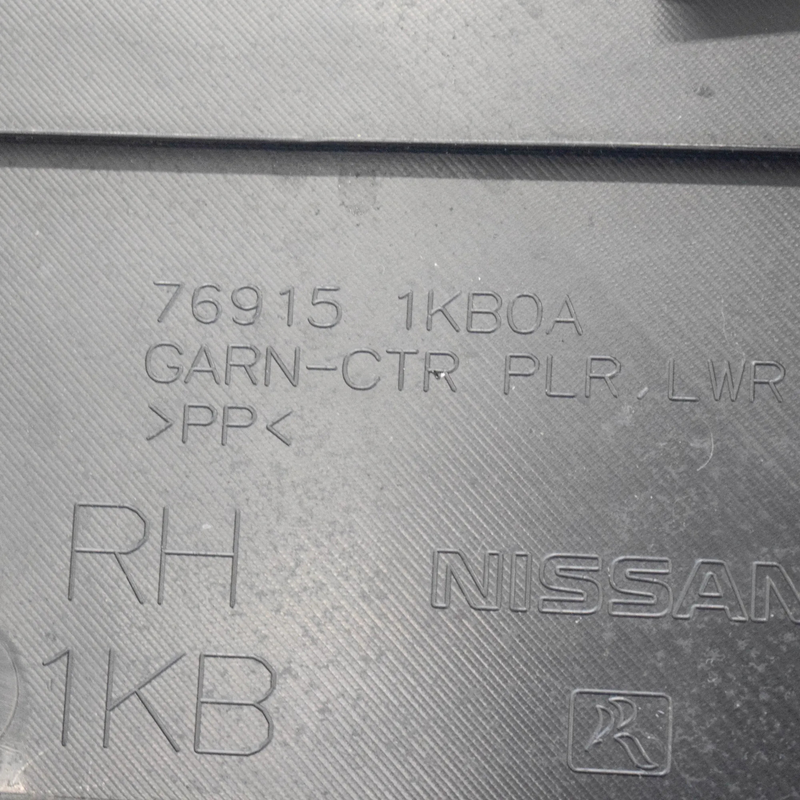 76915 1KB0A
GARN-CTR PLR, LWR
>PP<
RH
NISSAN
1KB
R